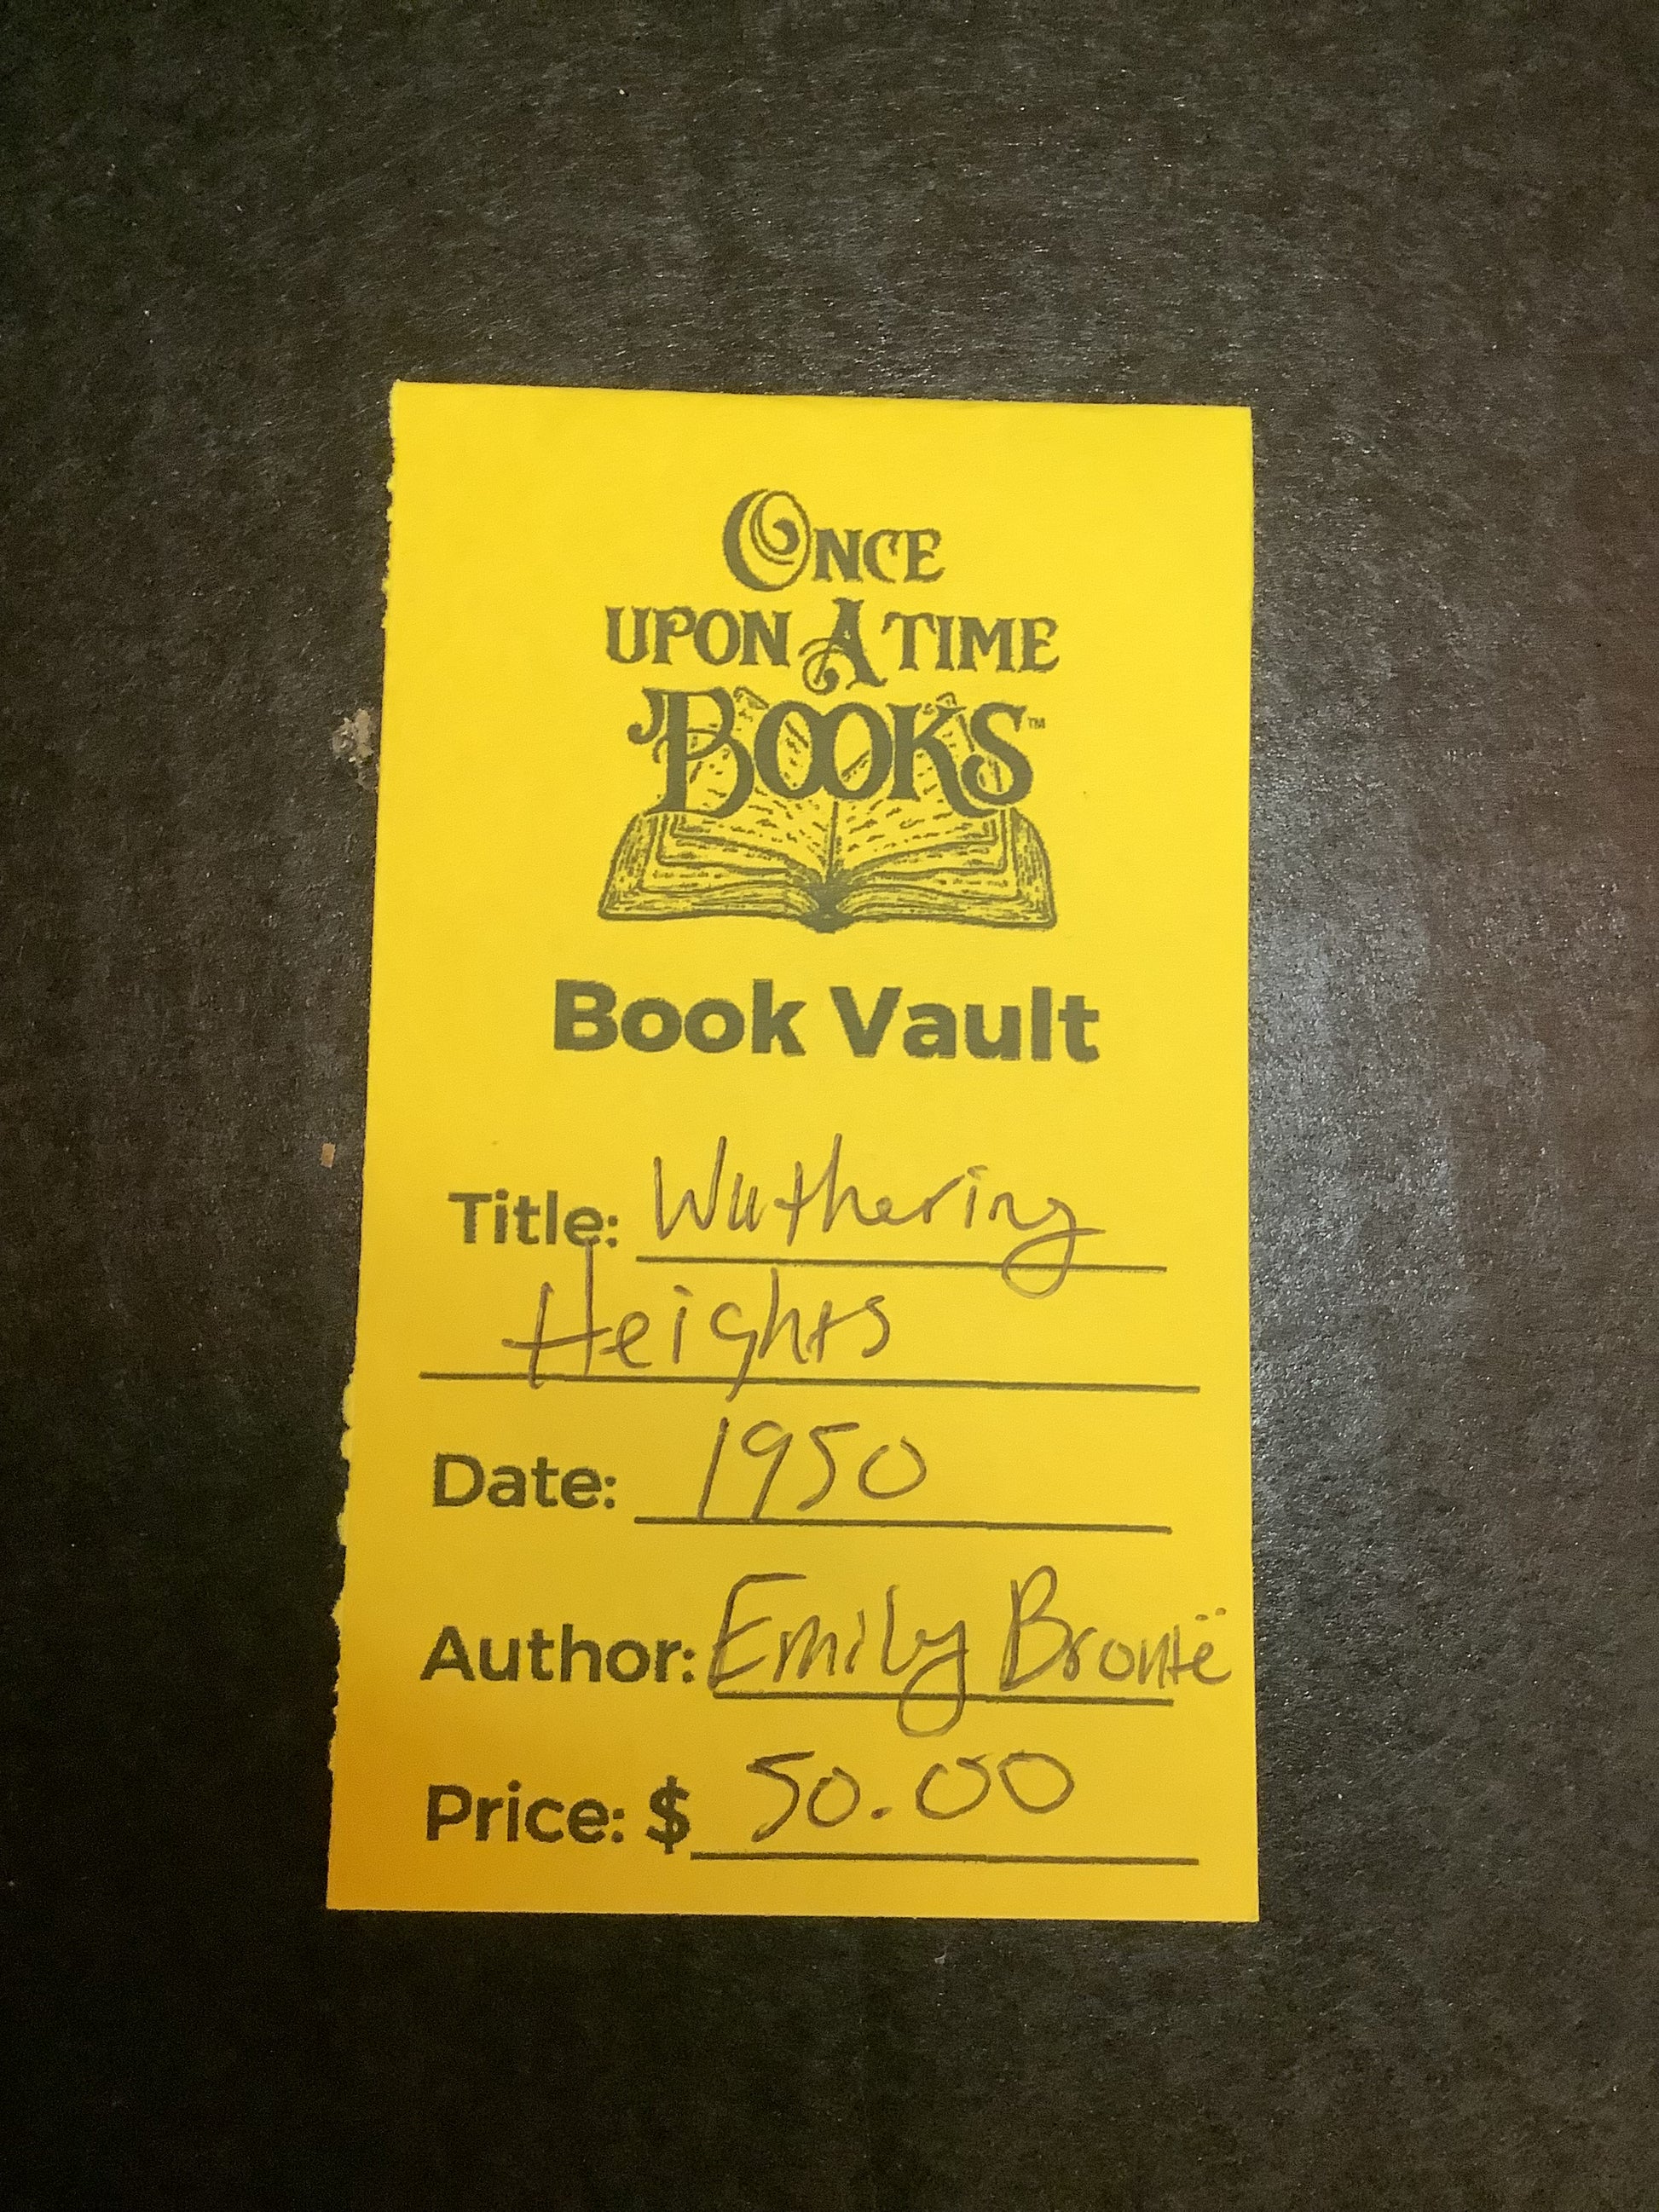 ONCE
UPON A TIME
BOOKS™
Book Vault
Title: Wuthering
Heights
Date: 1950
Author: Emily Brontë
Price: $ 50.00